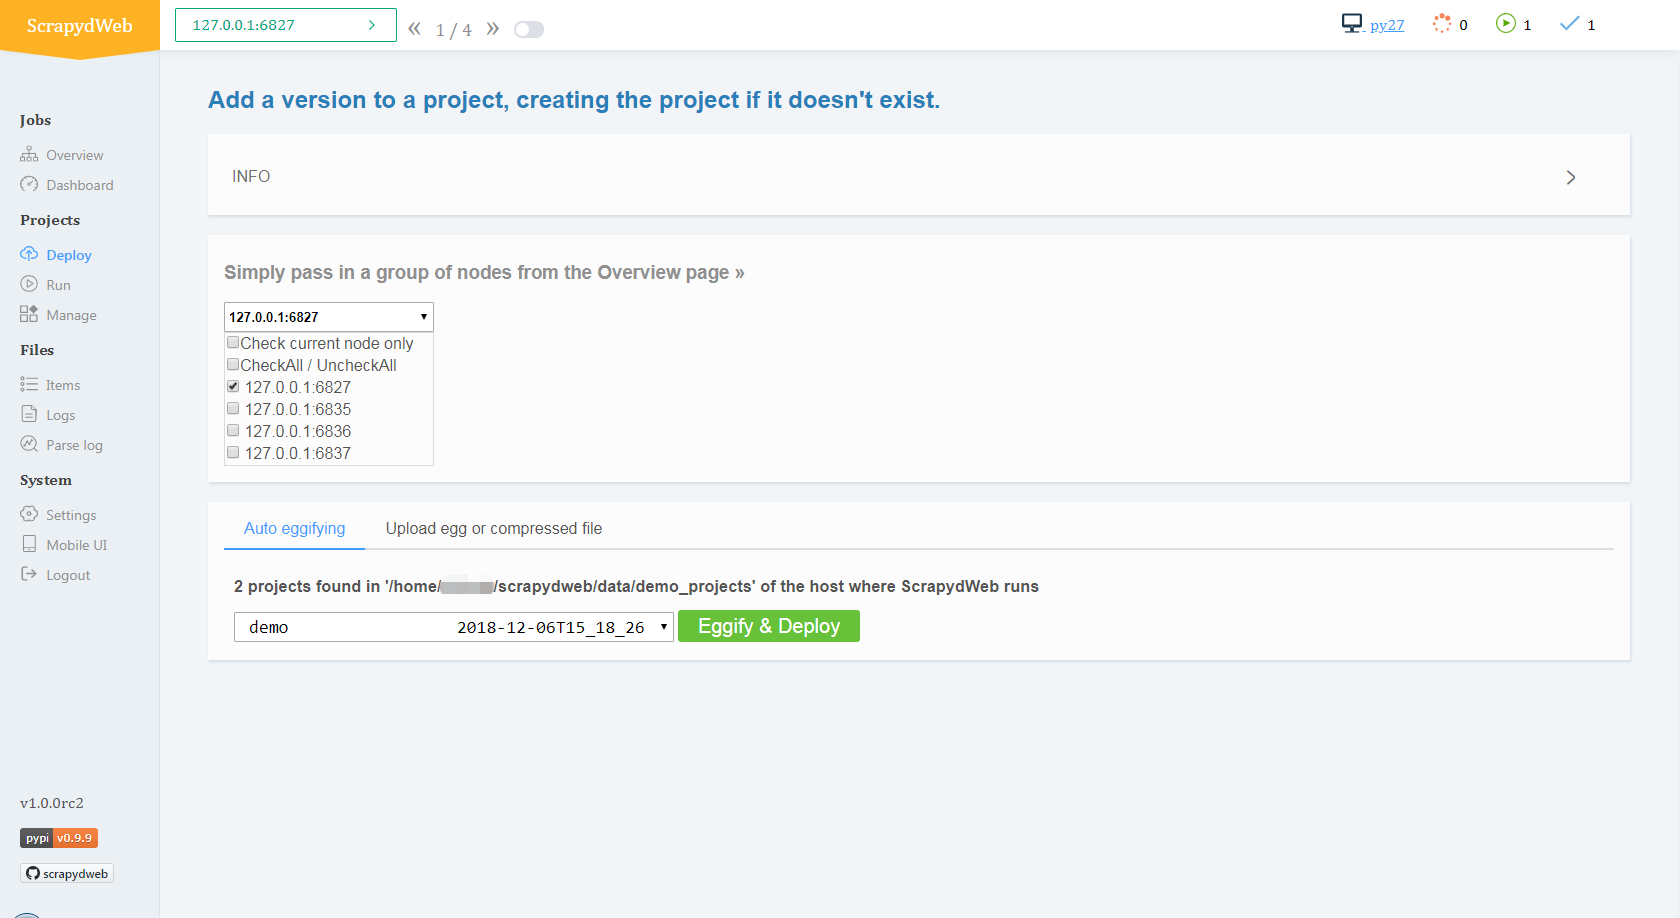 ScrapydWeb
127.0.0.1:6827
« 1 / 4 »
py27
0
1
1
Jobs
Overview
Dashboard
Projects
Deploy
Run
Manage
Files
Items
Logs
Parse log
System
Settings
Mobile UI
Logout
v1.0.0rc2
pypi v0.9.9
scrapydweb
Add a version to a project, creating the project if it doesn't exist.
INFO
Simply pass in a group of nodes from the Overview page »
127.0.0.1:6827
Check current node only
CheckAll / UncheckAll
127.0.0.1:6827
127.0.0.1:6835
127.0.0.1:6836
127.0.0.1:6837
Auto eggifying Upload egg or compressed file
2 projects found in '/home/ /scrapydweb/data/demo_projects' of the host where ScrapydWeb runs
demo 2018-12-06T15_18_26 Eggify & Deploy